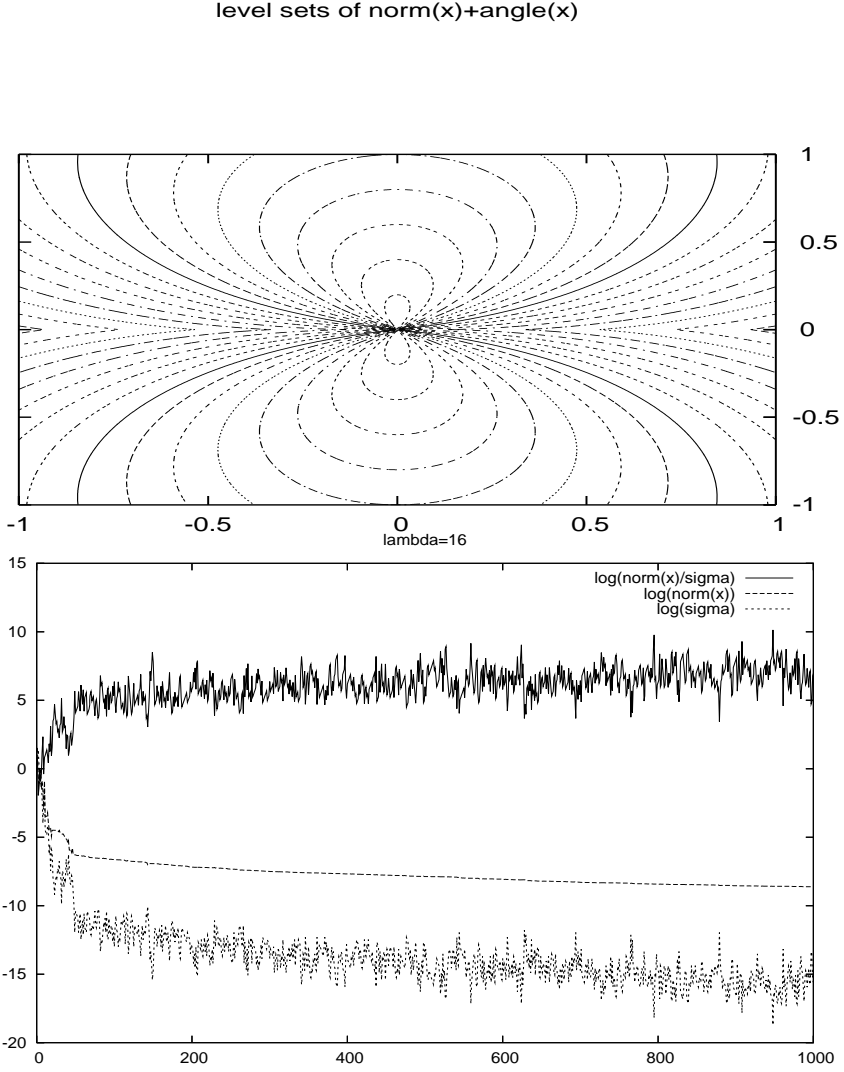 level sets of norm(x)+angle(x)
1
0.5
0
-0.5
-1
-1 -0.5 0 0.5 1
lambda=16
15
log(norm(x)/sigma)
log(norm(x))
log(sigma)
10
5
0
-5
-10
-15
-20
0 200 400 600 800 1000